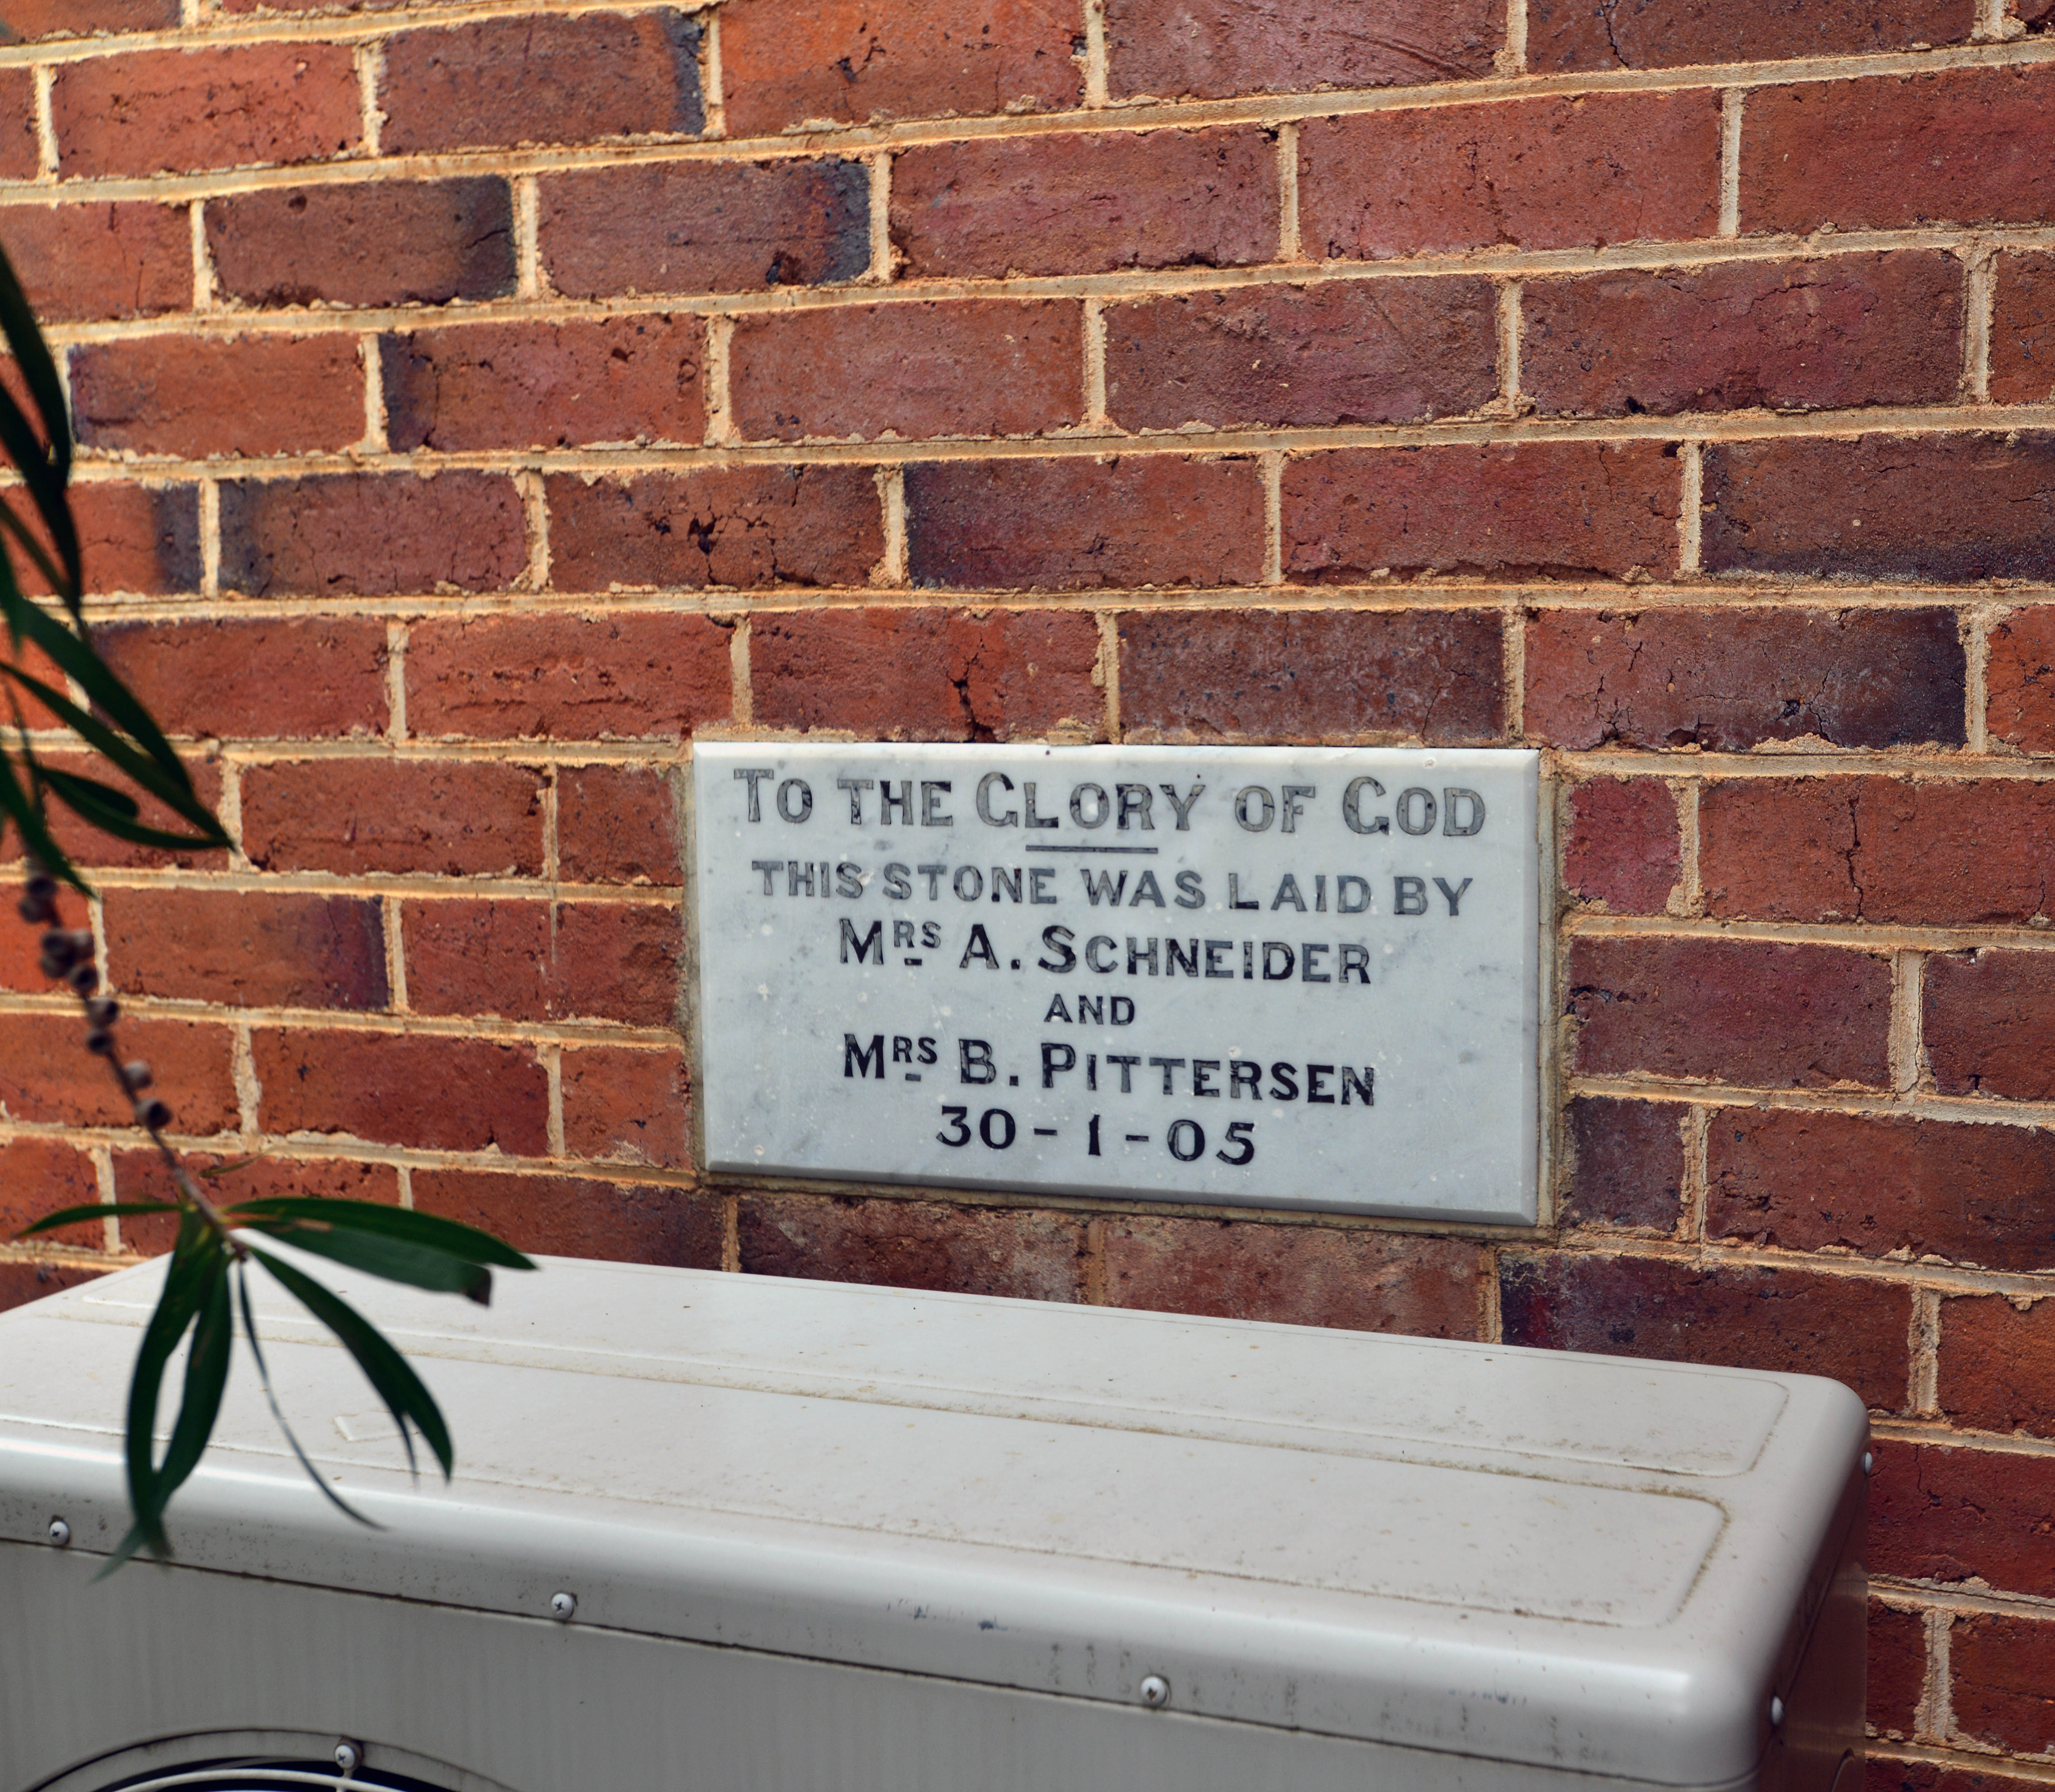 TO THE GLORY OF GOD
THIS STONE WAS LAID BY
MRS A. SCHNEIDER
AND
MRS B. PITTERSEN
30-1-05